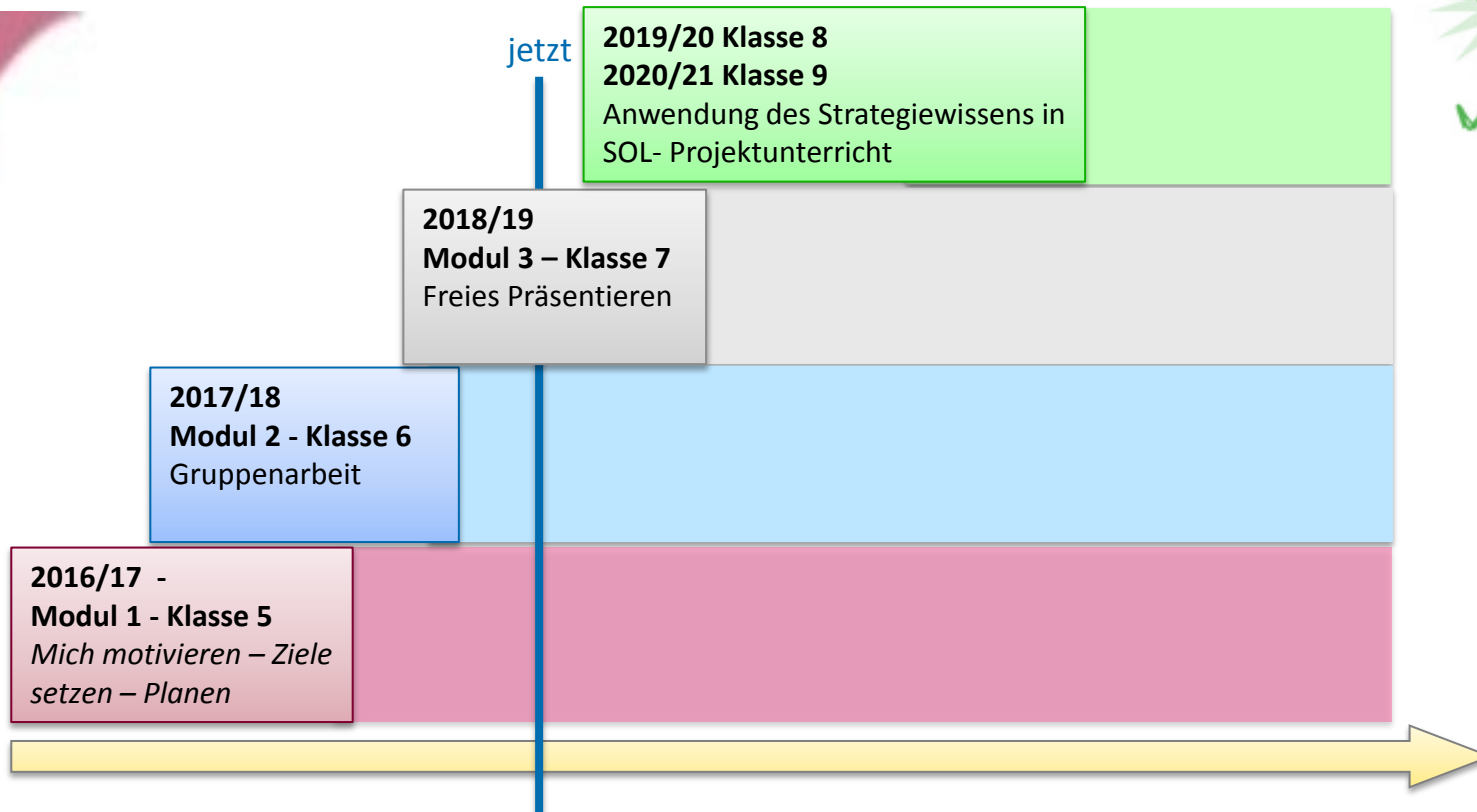 jetzt
2019/20 Klasse 8
2020/21 Klasse 9
Anwendung des Strategiewissens in
SOL- Projektunterricht
2018/19
Modul 3 – Klasse 7
Freies Präsentieren
2017/18
Modul 2 - Klasse 6
Gruppenarbeit
2016/17 -
Modul 1 - Klasse 5
Mich motivieren – Ziele
setzen – Planen